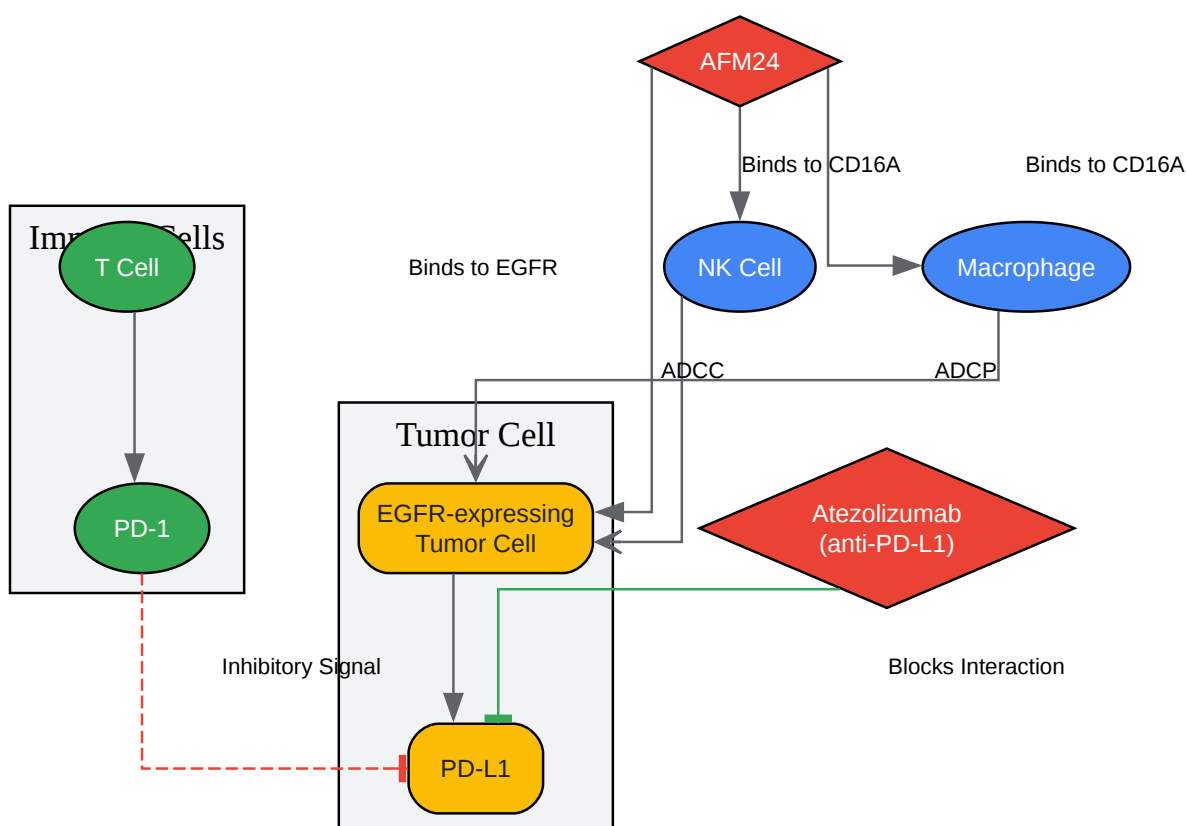 AFM24
Binds to CD16A
Binds to CD16A
Cells
T Cell
Binds to EGFR
NK Cell
Macrophage
ADCC
ADCP
Tumor Cell
EGFR-expressing
Tumor Cell
PD-1
Atezolizumab
(anti-PD-L1)
Inhibitory Signal
Blocks Interaction
PD-L1